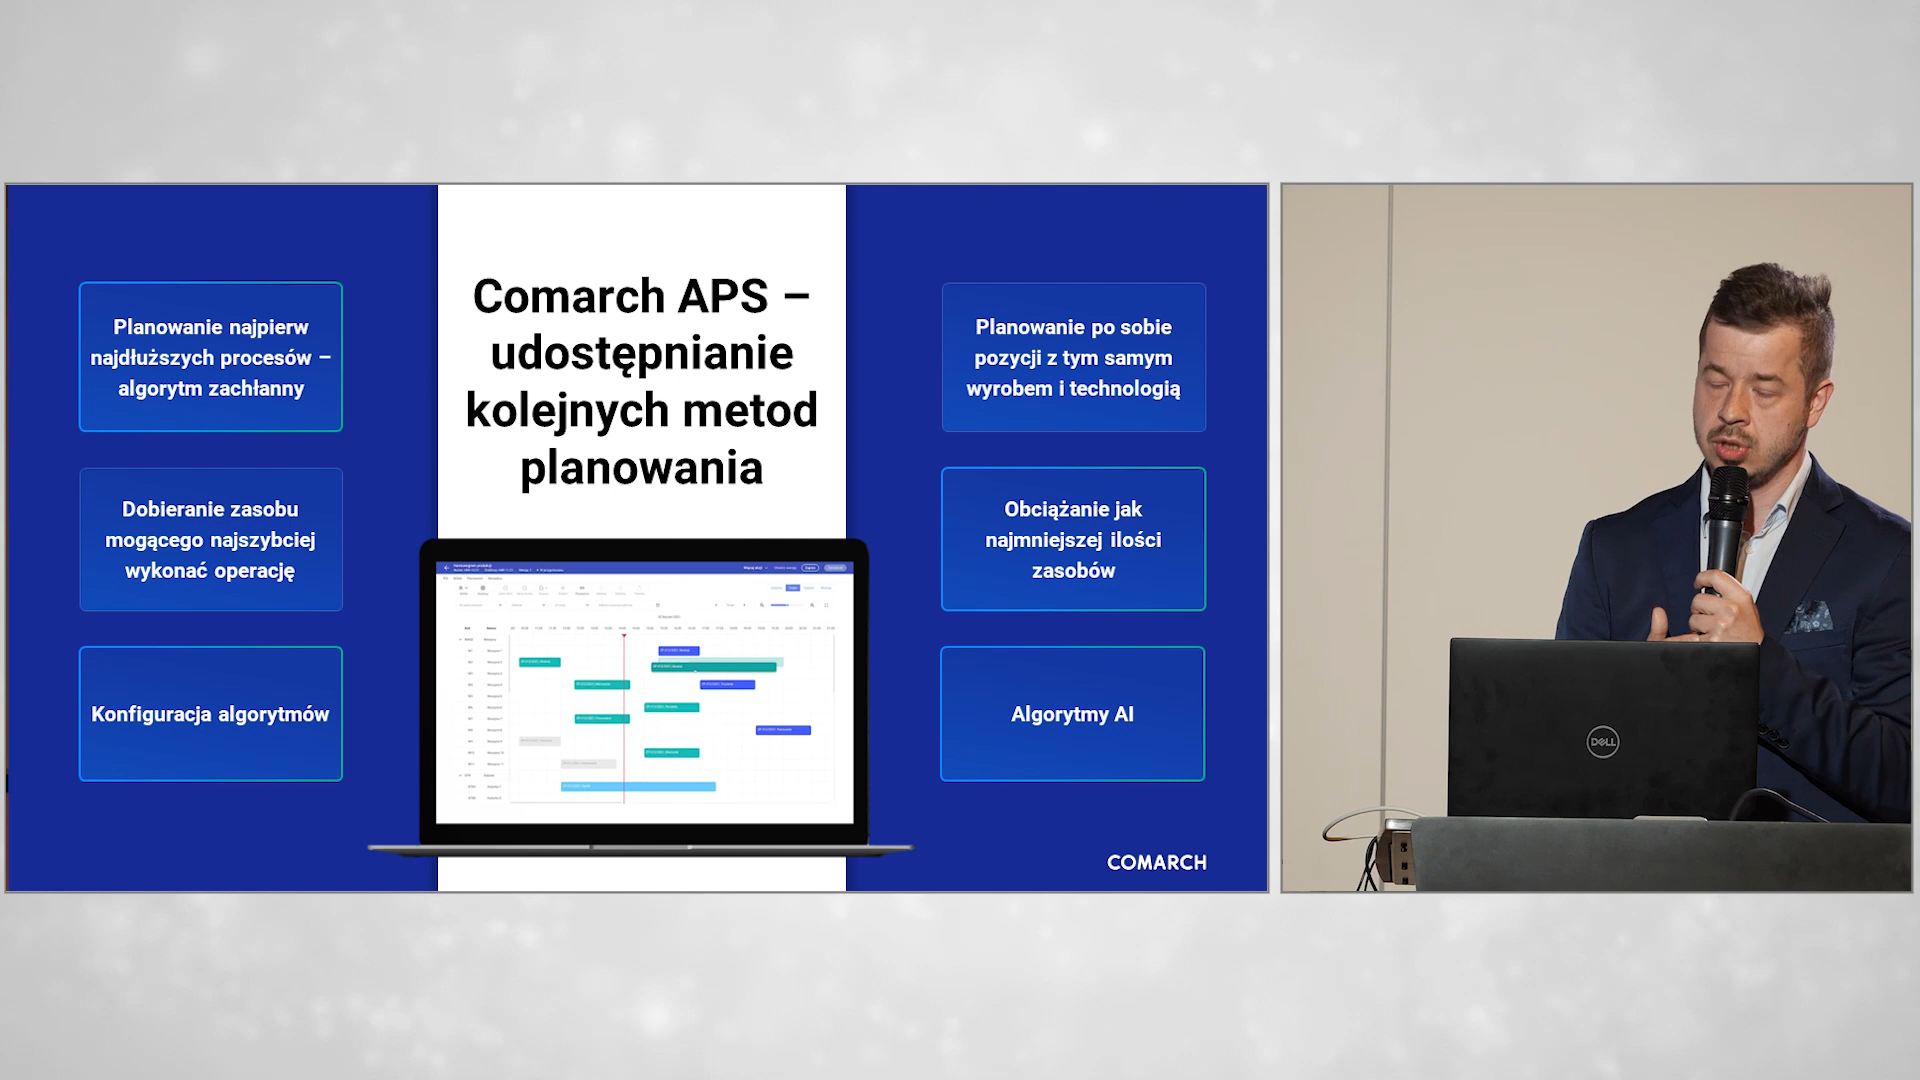 Planowanie najpierw
najdłuższych procesów –
algorytm zachłanny
Dobieranie zasobu
mogącego najszybciej
wykonać operację
Konfiguracja algorytmów
Comarch APS –
udostępnianie
kolejnych metod
planowania
Planowanie po sobie
pozycji z tym samym
wyrobem i technologią
Obciążanie jak
najmniejszej ilości
zasobów
Algorytmy AI
COMARCH
DELL